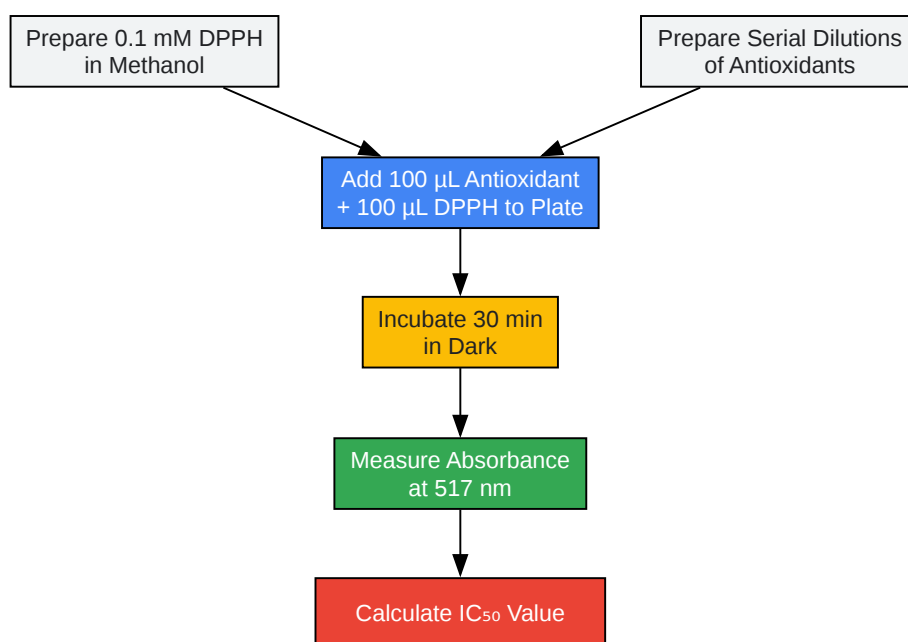 Prepare 0.1 mM DPPH
in Methanol
Prepare Serial Dilutions
of Antioxidants
Add 100 µL Antioxidant
+ 100 µL DPPH to Plate
Incubate 30 min
in Dark
Measure Absorbance
at 517 nm
Calculate IC₅₀ Value